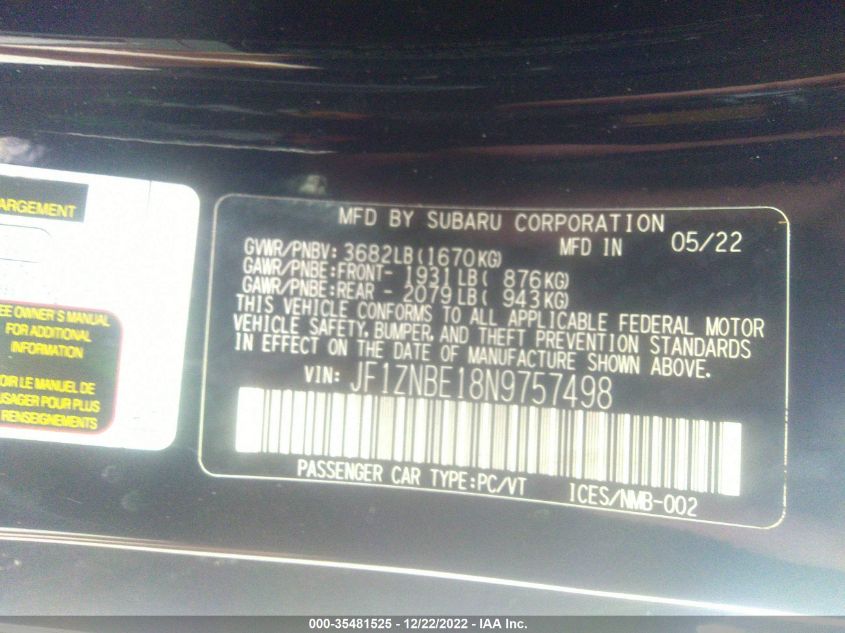 ARGEMENT
EE OWNER'S MANUAL
FOR ADDITIONAL
INFORMATION
OIR LE MANUEL DE
USAGER POUR PLUS
RENSEIGNEMENTS
MFD BY SUBARU CORPORATION
GVWR/PNBV: 3682LB(1670KG) MFD IN 05/22
GAWR/PNBE:FRONT- 1931LB( 876KG)
GAWR/PNBE:REAR - 2079LB( 943KG)
THIS VEHICLE CONFORMS TO ALL APPLICABLE FEDERAL MOTOR
VEHICLE SAFETY, BUMPER, AND THEFT PREVENTION STANDARDS
IN EFFECT ON THE DATE OF MANUFACTURE SHOWN ABOVE.
VIN: JF1ZNBE18N9757498
PASSENGER CAR TYPE:PC/VT ICES/NMB-002
000-35481525 - 12/22/2022 - IAA Inc.